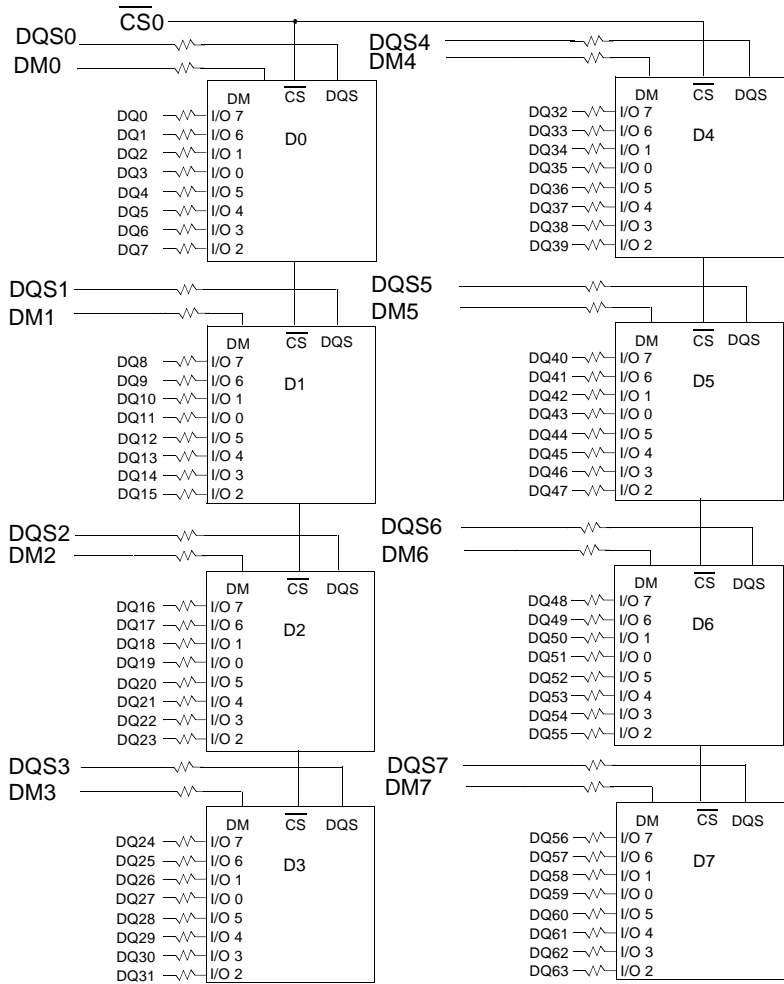 CS0
DQS0
DM0
DM CS DQS
D0
DQ0 I/O 7
DQ1 I/O 6
DQ2 I/O 1
DQ3 I/O 0
DQ4 I/O 5
DQ5 I/O 4
DQ6 I/O 3
DQ7 I/O 2
DQS1
DM1
DM CS DQS
D1
DQ8 I/O 7
DQ9 I/O 6
DQ10 I/O 1
DQ11 I/O 0
DQ12 I/O 5
DQ13 I/O 4
DQ14 I/O 3
DQ15 I/O 2
DQS2
DM2
DM CS DQS
D2
DQ16 I/O 7
DQ17 I/O 6
DQ18 I/O 1
DQ19 I/O 0
DQ20 I/O 5
DQ21 I/O 4
DQ22 I/O 3
DQ23 I/O 2
DQS3
DM3
DM CS DQS
D3
DQ24 I/O 7
DQ25 I/O 6
DQ26 I/O 1
DQ27 I/O 0
DQ28 I/O 5
DQ29 I/O 4
DQ30 I/O 3
DQ31 I/O 2
DQS4
DM4
DM CS DQS
D4
DQ32 I/O 7
DQ33 I/O 6
DQ34 I/O 1
DQ35 I/O 0
DQ36 I/O 5
DQ37 I/O 4
DQ38 I/O 3
DQ39 I/O 2
DQS5
DM5
DM CS DQS
D5
DQ40 I/O 7
DQ41 I/O 6
DQ42 I/O 1
DQ43 I/O 0
DQ44 I/O 5
DQ45 I/O 4
DQ46 I/O 3
DQ47 I/O 2
DQS6
DM6
DM CS DQS
D6
DQ48 I/O 7
DQ49 I/O 6
DQ50 I/O 1
DQ51 I/O 0
DQ52 I/O 5
DQ53 I/O 4
DQ54 I/O 3
DQ55 I/O 2
DQS7
DM7
DM CS DQS
D7
DQ56 I/O 7
DQ57 I/O 6
DQ58 I/O 1
DQ59 I/O 0
DQ60 I/O 5
DQ61 I/O 4
DQ62 I/O 3
DQ63 I/O 2